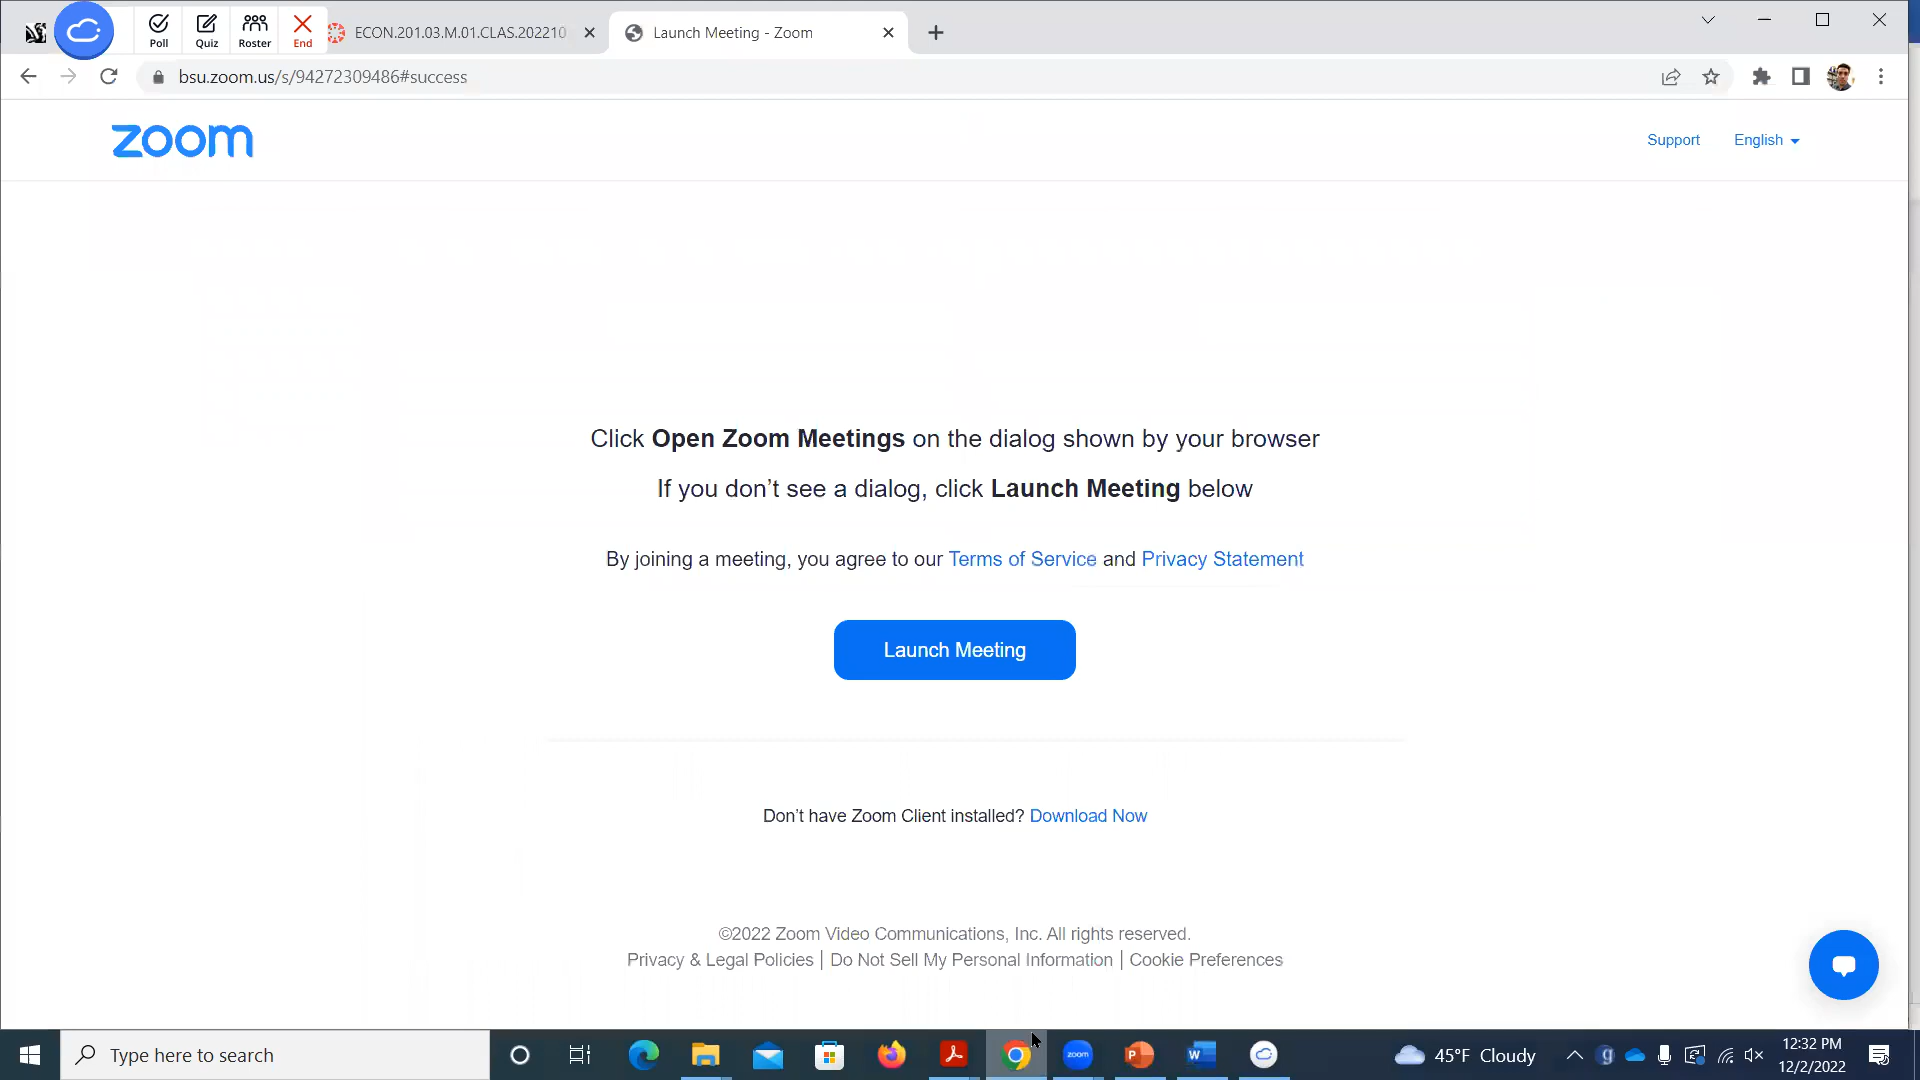 Poll
Quiz
Roster
End
ECON.201.03.M.01.CLAS.202210
Launch Meeting - Zoom
bsu.zoom.us/s/94272309486#success
zoom
Support
English
Click Open Zoom Meetings on the dialog shown by your browser
If you don’t see a dialog, click Launch Meeting below
By joining a meeting, you agree to our Terms of Service and Privacy Statement
Launch Meeting
Don’t have Zoom Client installed? Download Now
©2022 Zoom Video Communications, Inc. All rights reserved.
Privacy & Legal Policies | Do Not Sell My Personal Information | Cookie Preferences
Type here to search
zoom
45°F Cloudy
12:32 PM
12/2/2022